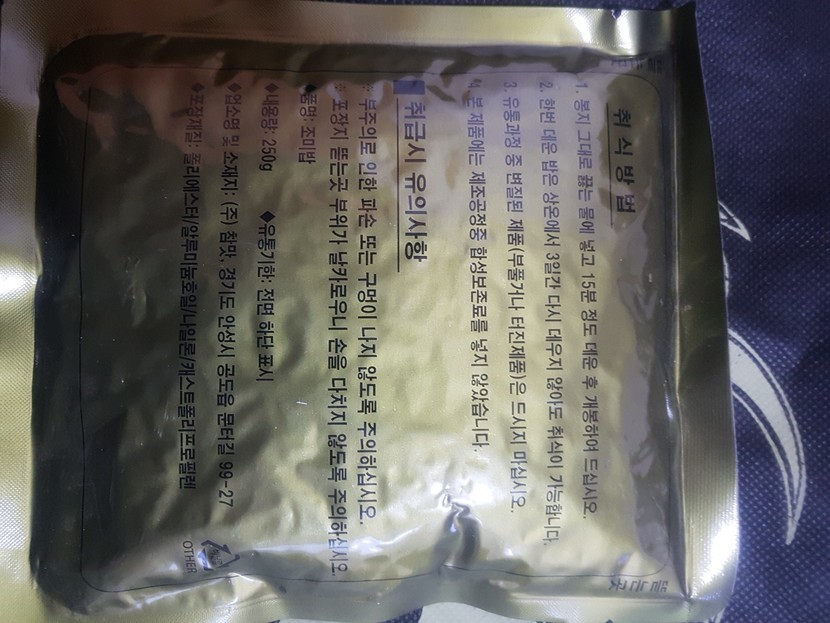 취 식 방 법
1. 봉지 그대로 끓는 물에 넣고 15분 정도 데운 후 개봉하여 드십시오.
2. 한번 데운 밥은 상온에서 3일간 다시 데우지 않아도 취식이 가능합니다.
3. 유통과정 중 변질된 제품(부풀거나 터진제품)은 드시지 마십시오.
4. 본 제품에는 제조공정중 합성보존료를 넣지 않았습니다.
취급시 유의사항
※ 부주의로 인한 파손 또는 구멍이 나지 않도록 주의하십시오.
※ 포장지 뜯는곳 부위가 날카로우니 손을 다치지 않도록 주의하십시오.
◆품명: 조미밥
◆내용량: 250g ◆유통기한: 전면 하단 표시
◆업소명 및 소재지: (주) 참맛 경기도 안성시 공도읍 문터길 99-27
◆포장재질: 폴리에스터/알루미늄호일/나일론/캐스트폴리프로필렌
OTHER